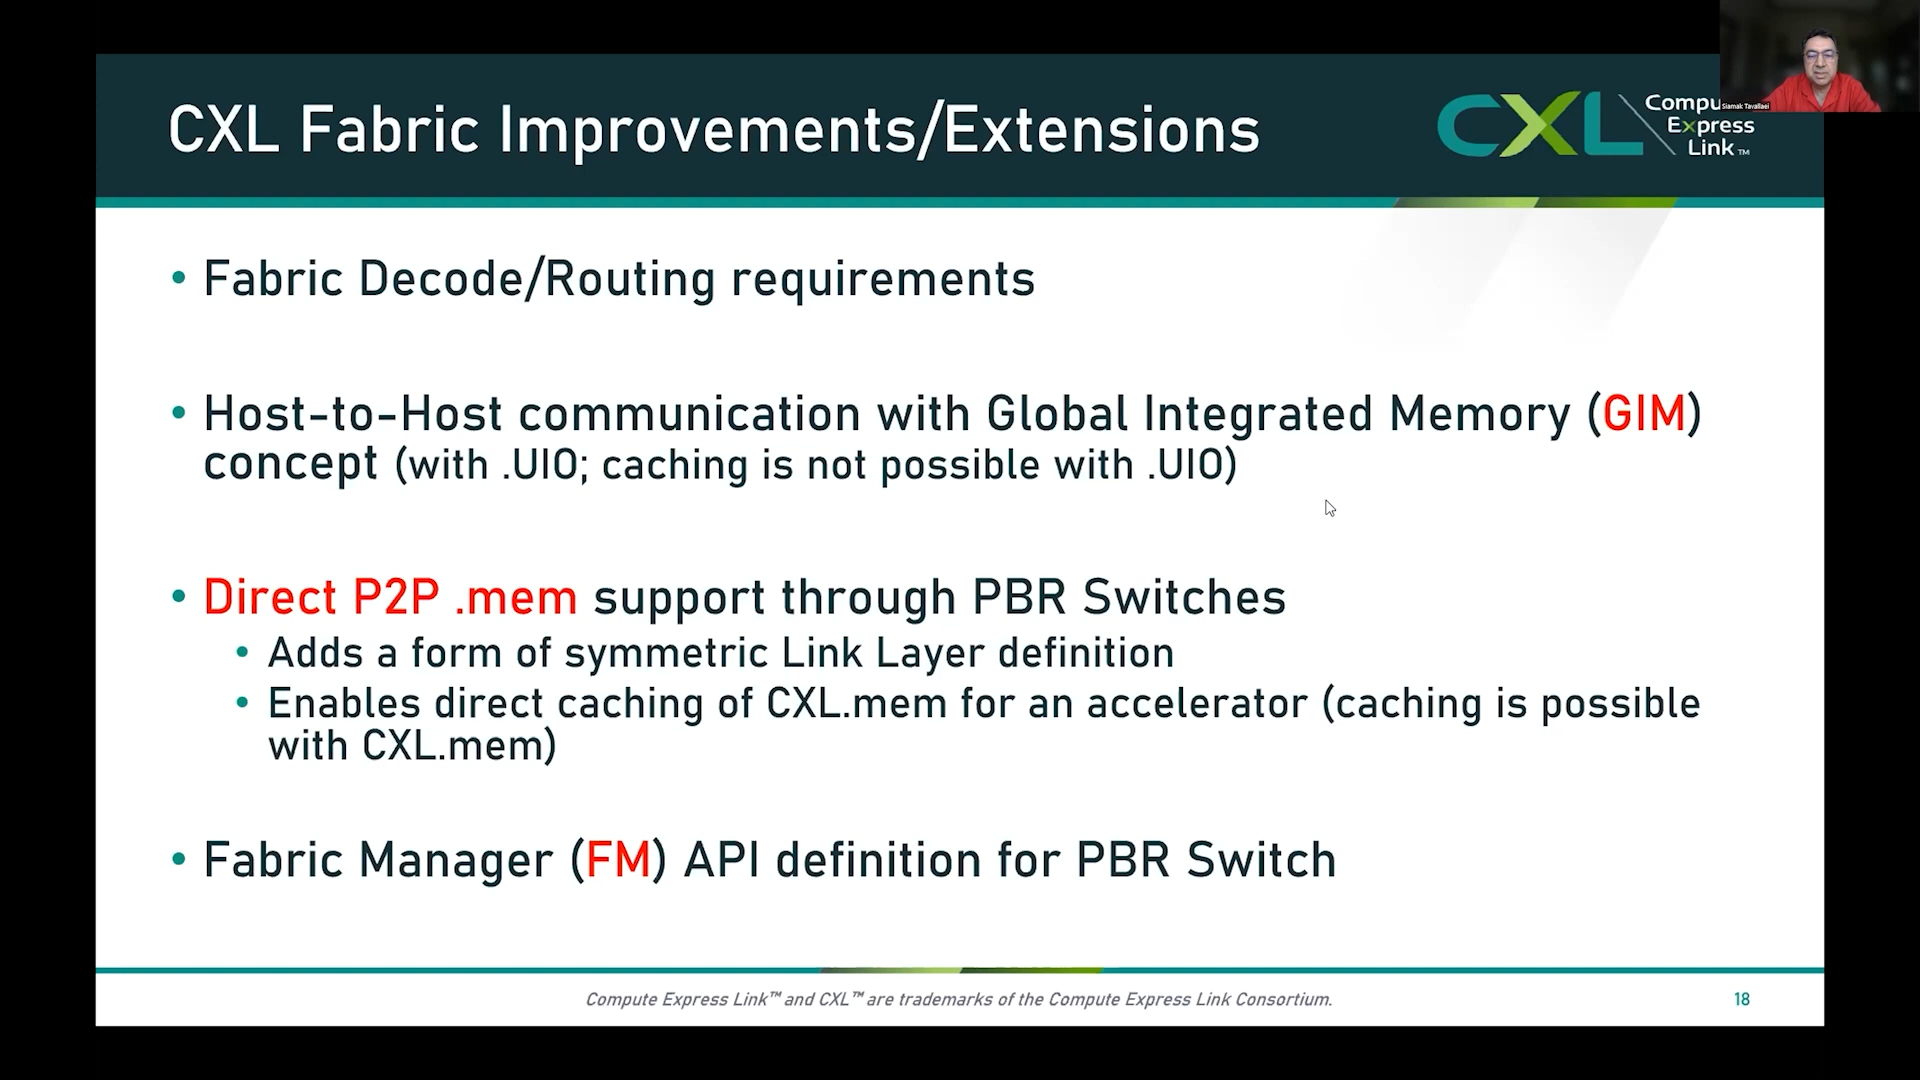 CXL Fabric Improvements/Extensions
CXL
Compu
Express
Link™
Siamak Tavallaei
• Fabric Decode/Routing requirements
• Host-to-Host communication with Global Integrated Memory (GIM)
concept (with .UIO; caching is not possible with .UIO)
• Direct P2P .mem support through PBR Switches
• Adds a form of symmetric Link Layer definition
• Enables direct caching of CXL.mem for an accelerator (caching is possible
with CXL.mem)
• Fabric Manager (FM) API definition for PBR Switch
Compute Express Link™ and CXL™ are trademarks of the Compute Express Link Consortium.
18